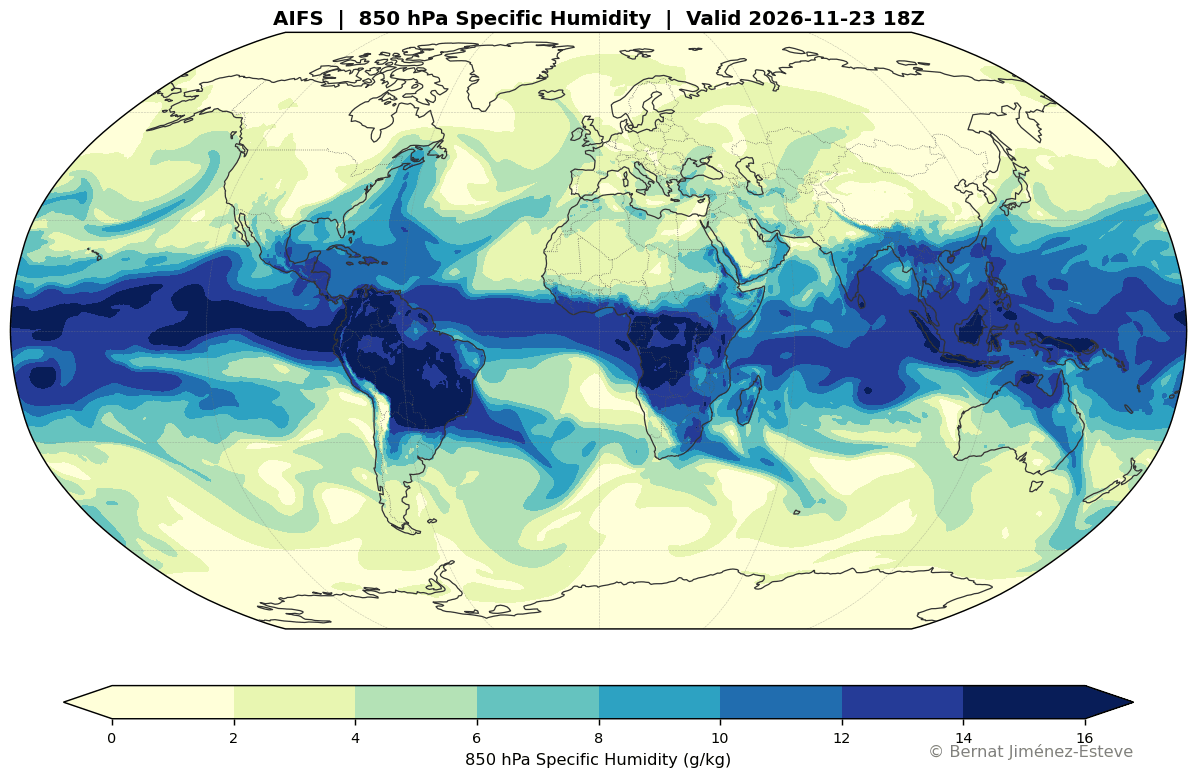 AIFS | 850 hPa Specific Humidity | Valid 2026-11-23 18Z
0 2 4 6 8 10 12 14 16
850 hPa Specific Humidity (g/kg)
© Bernat Jiménez-Esteve